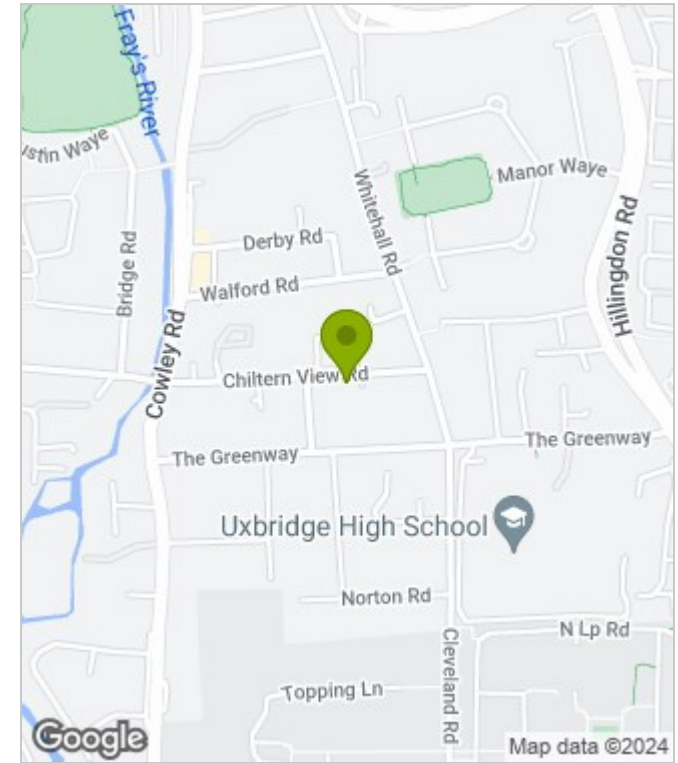 Fray's River
istin Waye
Manor Waye
Whitehall Rd
Derby Rd
Bridge Rd
Hillingdon Rd
Walford Rd
Cowley Rd
Chiltern View Rd
The Greenway
The Greenway
Uxbridge High School
Norton Rd
N Lp Rd
Cleveland Rd
Topping Ln
Google
Map data ©2024